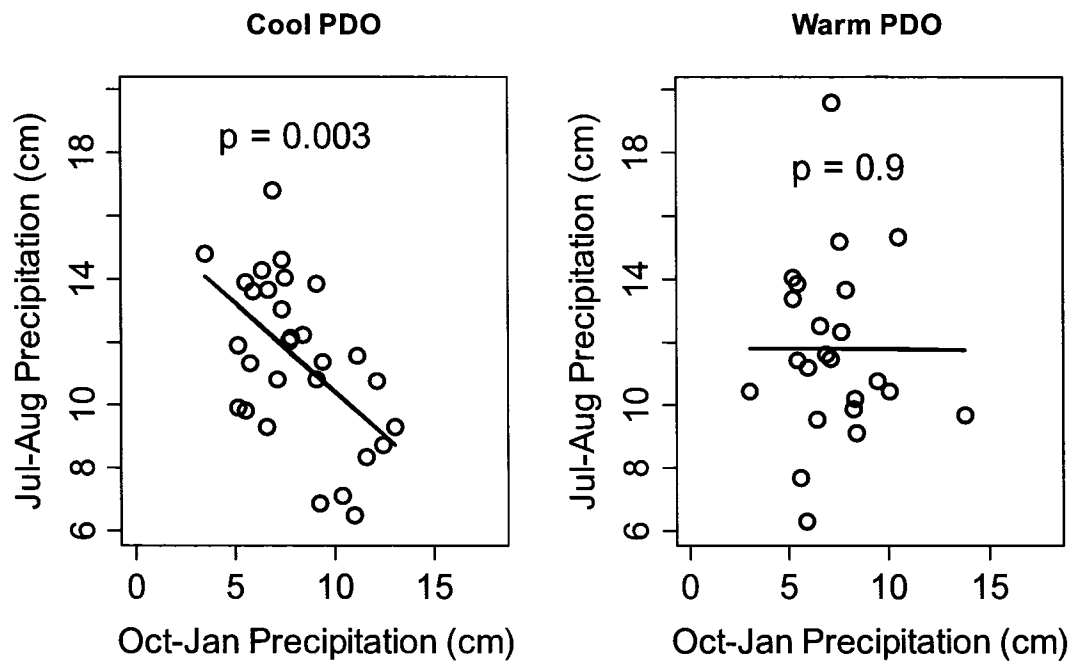 Cool PDO
Jul-Aug Precipitation (cm)
6 8 10 14 18
p = 0.003
0 5 10 15
Oct-Jan Precipitation (cm)
Warm PDO
Jul-Aug Precipitation (cm)
6 8 10 14 18
p = 0.9
0 5 10 15
Oct-Jan Precipitation (cm)